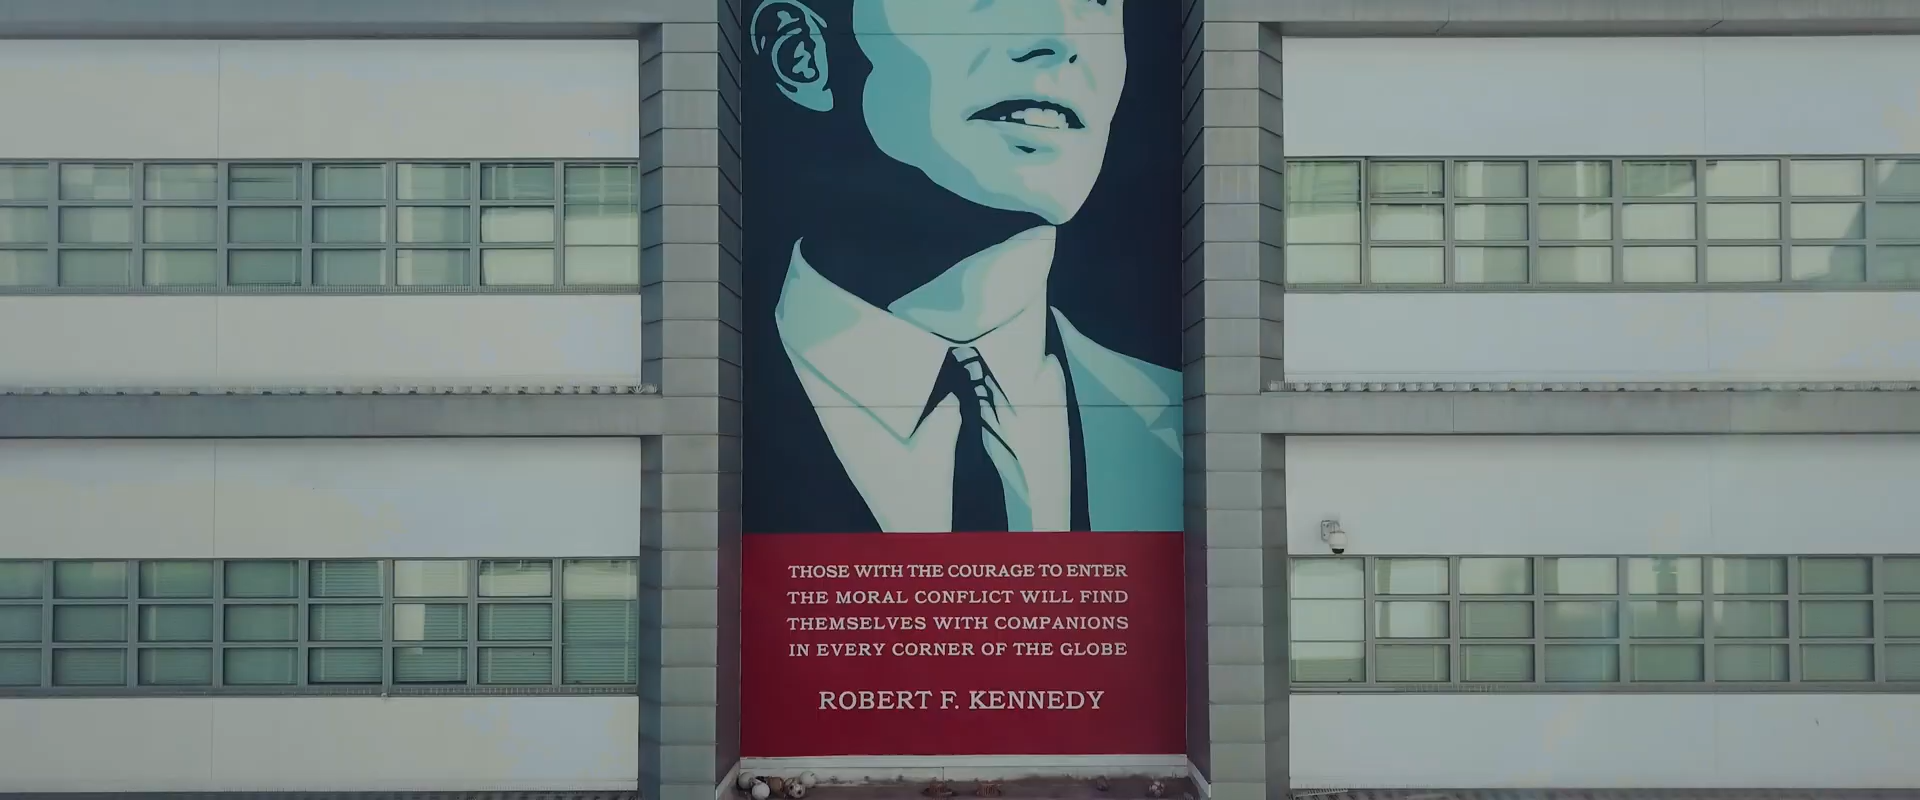 THOSE WITH THE COURAGE TO ENTER
THE MORAL CONFLICT WILL FIND
THEMSELVES WITH COMPANIONS
IN EVERY CORNER OF THE GLOBE
ROBERT F. KENNEDY